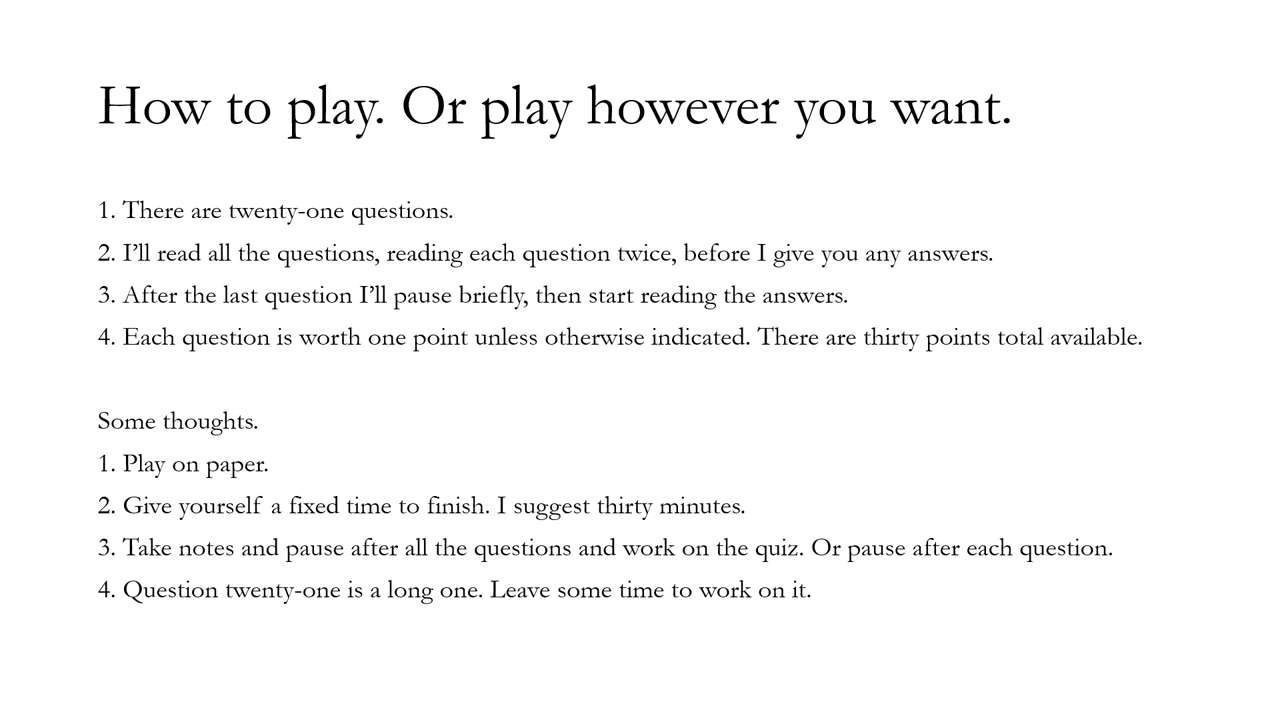 How to play. Or play however you want.
1. There are twenty-one questions.
2. I’ll read all the questions, reading each question twice, before I give you any answers.
3. After the last question I’ll pause briefly, then start reading the answers.
4. Each question is worth one point unless otherwise indicated. There are thirty points total available.
Some thoughts.
1. Play on paper.
2. Give yourself a fixed time to finish. I suggest thirty minutes.
3. Take notes and pause after all the questions and work on the quiz. Or pause after each question.
4. Question twenty-one is a long one. Leave some time to work on it.